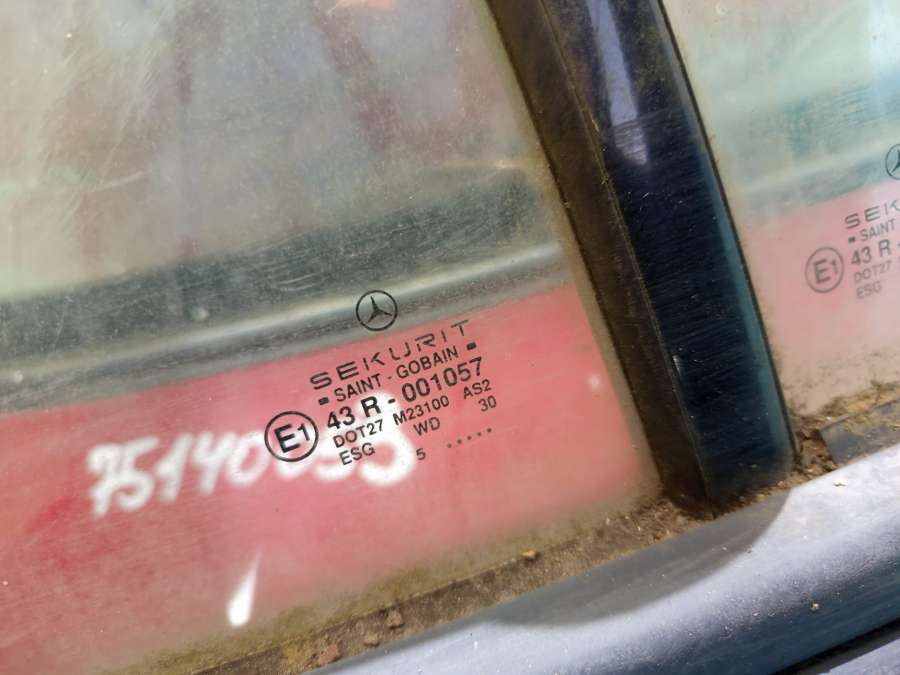 SEKURIT
▪ SAINT - GOBAIN ▪
E1 43 R - 001057
DOT27 M23100 AS2
ESG WD 30
5 .....
SEK
▪ SAINT
E1 43 R -
DOT27
ESG